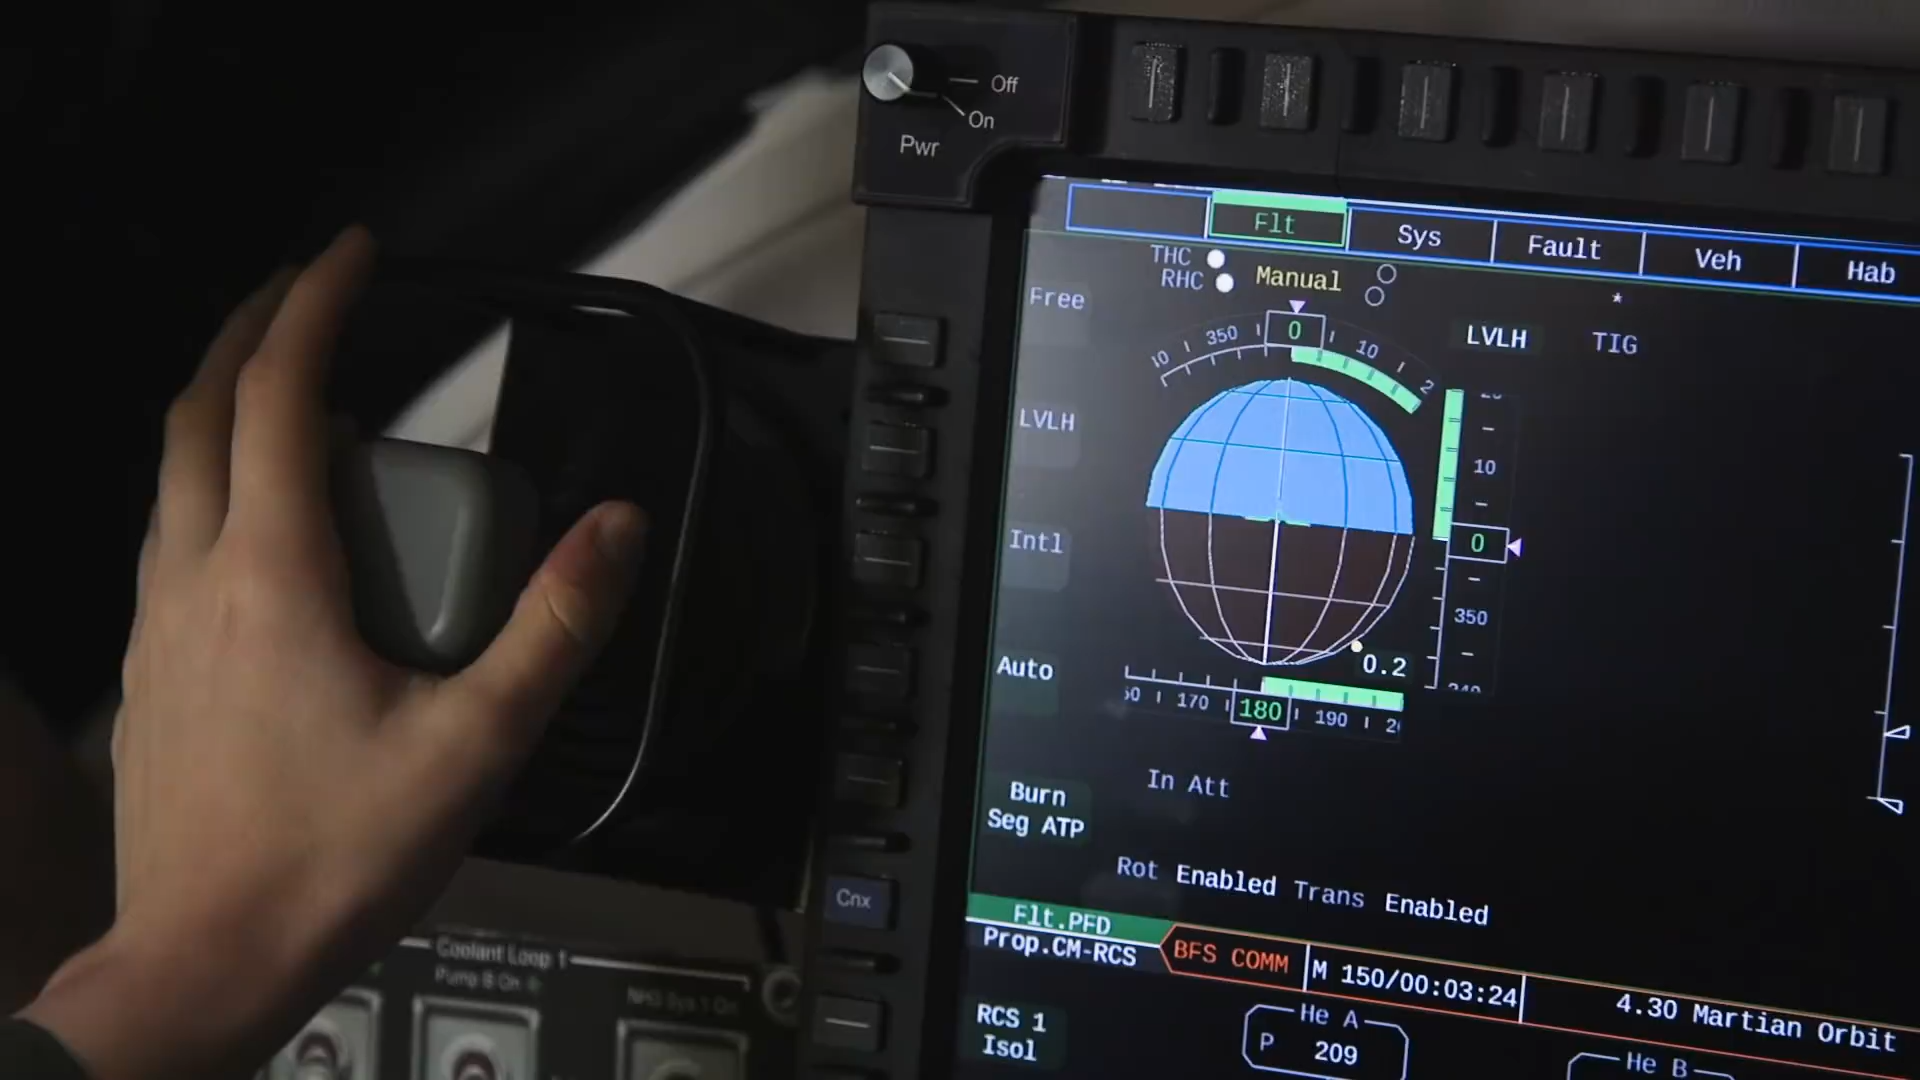 Off
On
Pwr
Flt
Sys
Fault
Veh
Hab
THC
RHC
Manual
*
Free
LVLH
TIG
350
0
10
LVLH
10
0
350
Intl
Auto
0.2
170
180
190
In Att
Burn
Seg ATP
Rot Enabled Trans Enabled
Cnx
Flt.PFD
Prop.CM-RCS
BFS COMM
M 150/00:03:24
4.30 Martian Orbit
Coolant Loop 1
Pump B On
RCS 1
Isol
He A
P 209
He B